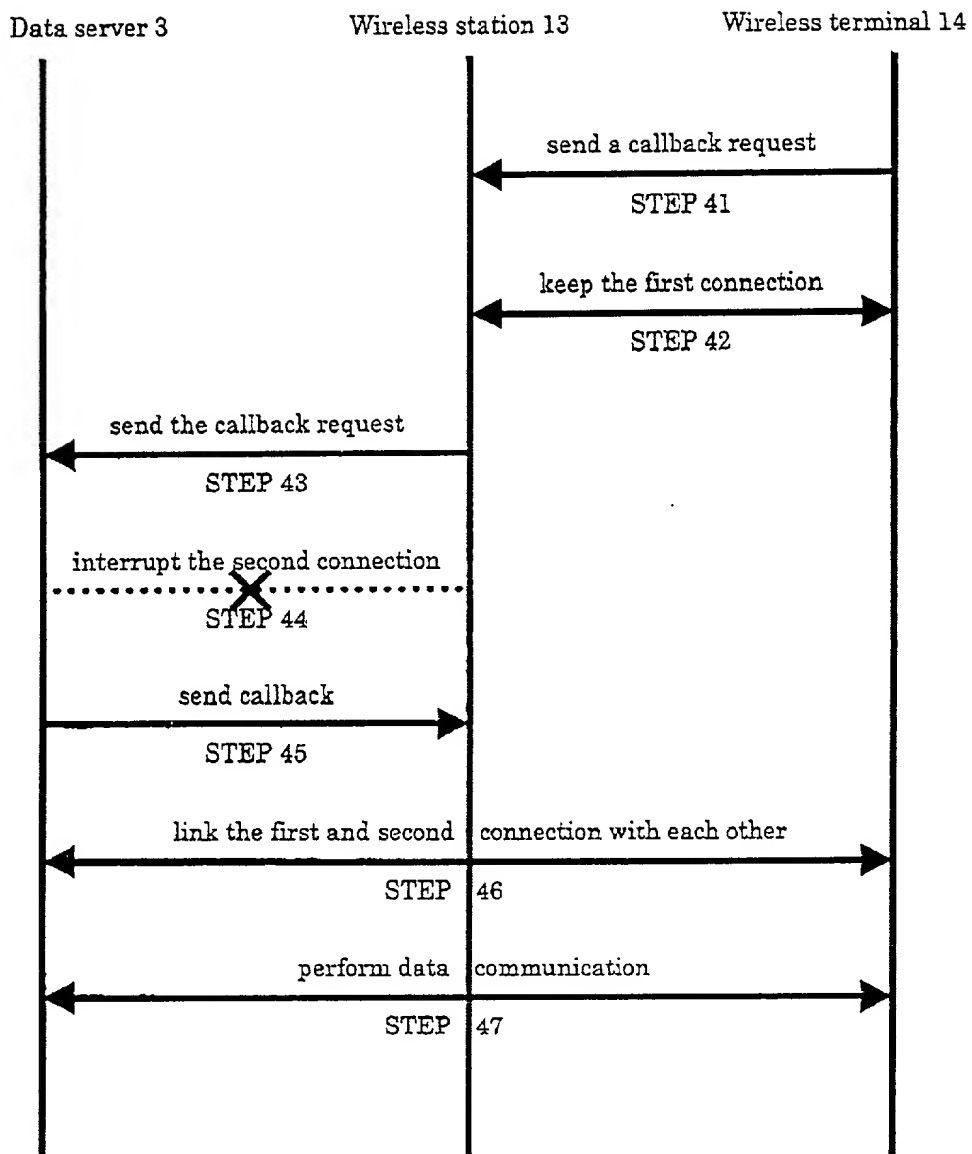 Data server 3
Wireless station 13
Wireless terminal 14
send a callback request
STEP 41
keep the first connection
STEP 42
send the callback request
STEP 43
interrupt the second connection
STEP 44
send callback
STEP 45
link the first and second connection with each other
STEP 46
perform data communication
STEP 47